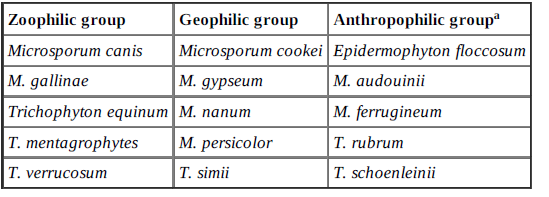 Zoophilic group Geophilic group Anthropophilic groupa
Microsporum canis Microsporum cookei Epidermophyton floccosum
M. gallinae M. gypseum M. audouinii
Trichophyton equinum M. nanum M. ferrugineum
T. mentagrophytes M. persicolor T. rubrum
T. verrucosum T. simii T. schoenleinii